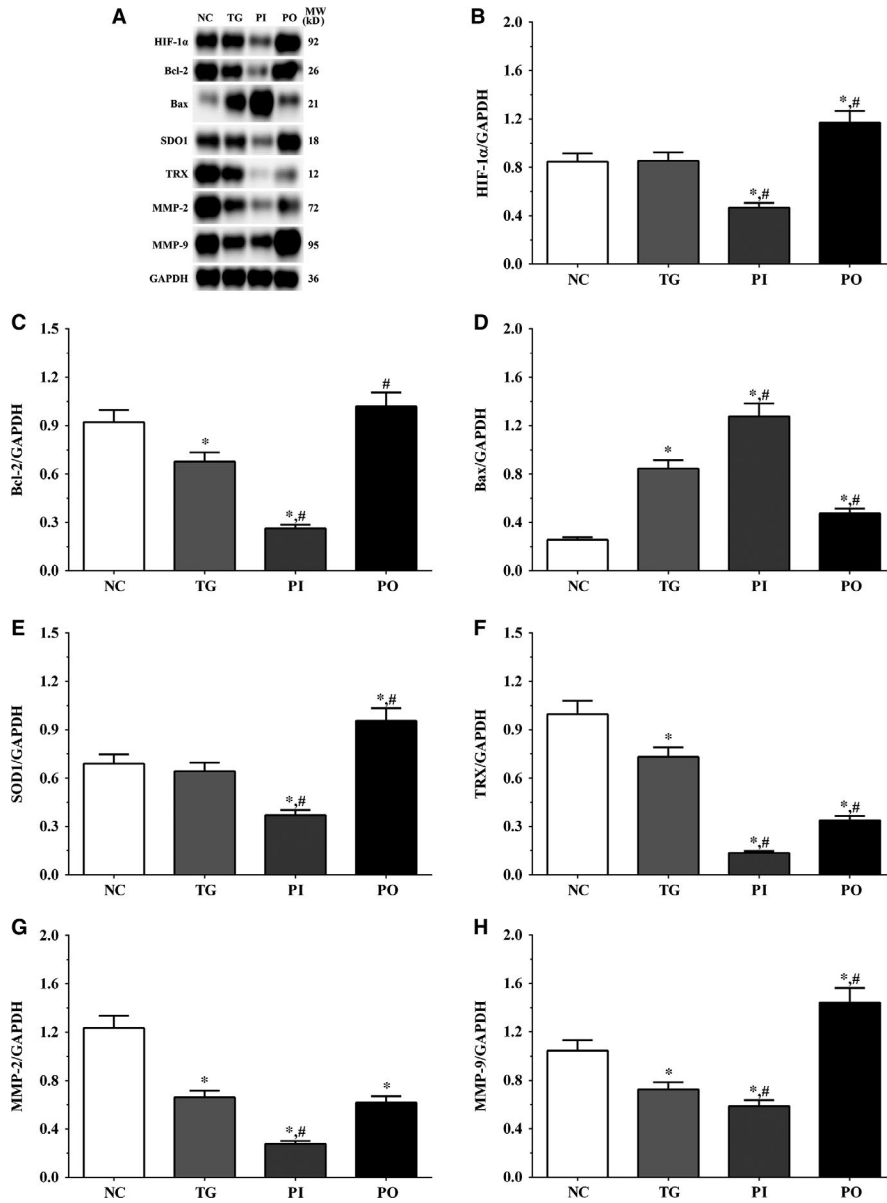 A
NC TG PI PO MW
(kD)
HIF-1α 92
Bcl-2 26
Bax 21
SDO1 18
TRX 12
MMP-2 72
MMP-9 95
GAPDH 36
B
HIF-1α/GAPDH
2.0
1.6
1.2
0.8
0.4
0.0
*,#
*,#
NC TG PI PO
C
Bcl-2/GAPDH
1.5
1.2
0.9
0.6
0.3
0.0
*
*,#
#
NC TG PI PO
D
Bax/GAPDH
2.0
1.6
1.2
0.8
0.4
0.0
*
*,#
*,#
NC TG PI PO
E
SOD1/GAPDH
1.5
1.2
0.9
0.6
0.3
0.0
*,#
*,#
NC TG PI PO
F
TRX/GAPDH
1.5
1.2
0.9
0.6
0.3
0.0
*
*,#
*,#
NC TG PI PO
G
MMP-2/GAPDH
2.0
1.6
1.2
0.8
0.4
0.0
*
*,#
*
NC TG PI PO
H
MMP-9/GAPDH
2.0
1.6
1.2
0.8
0.4
0.0
*
*,#
*,#
NC TG PI PO